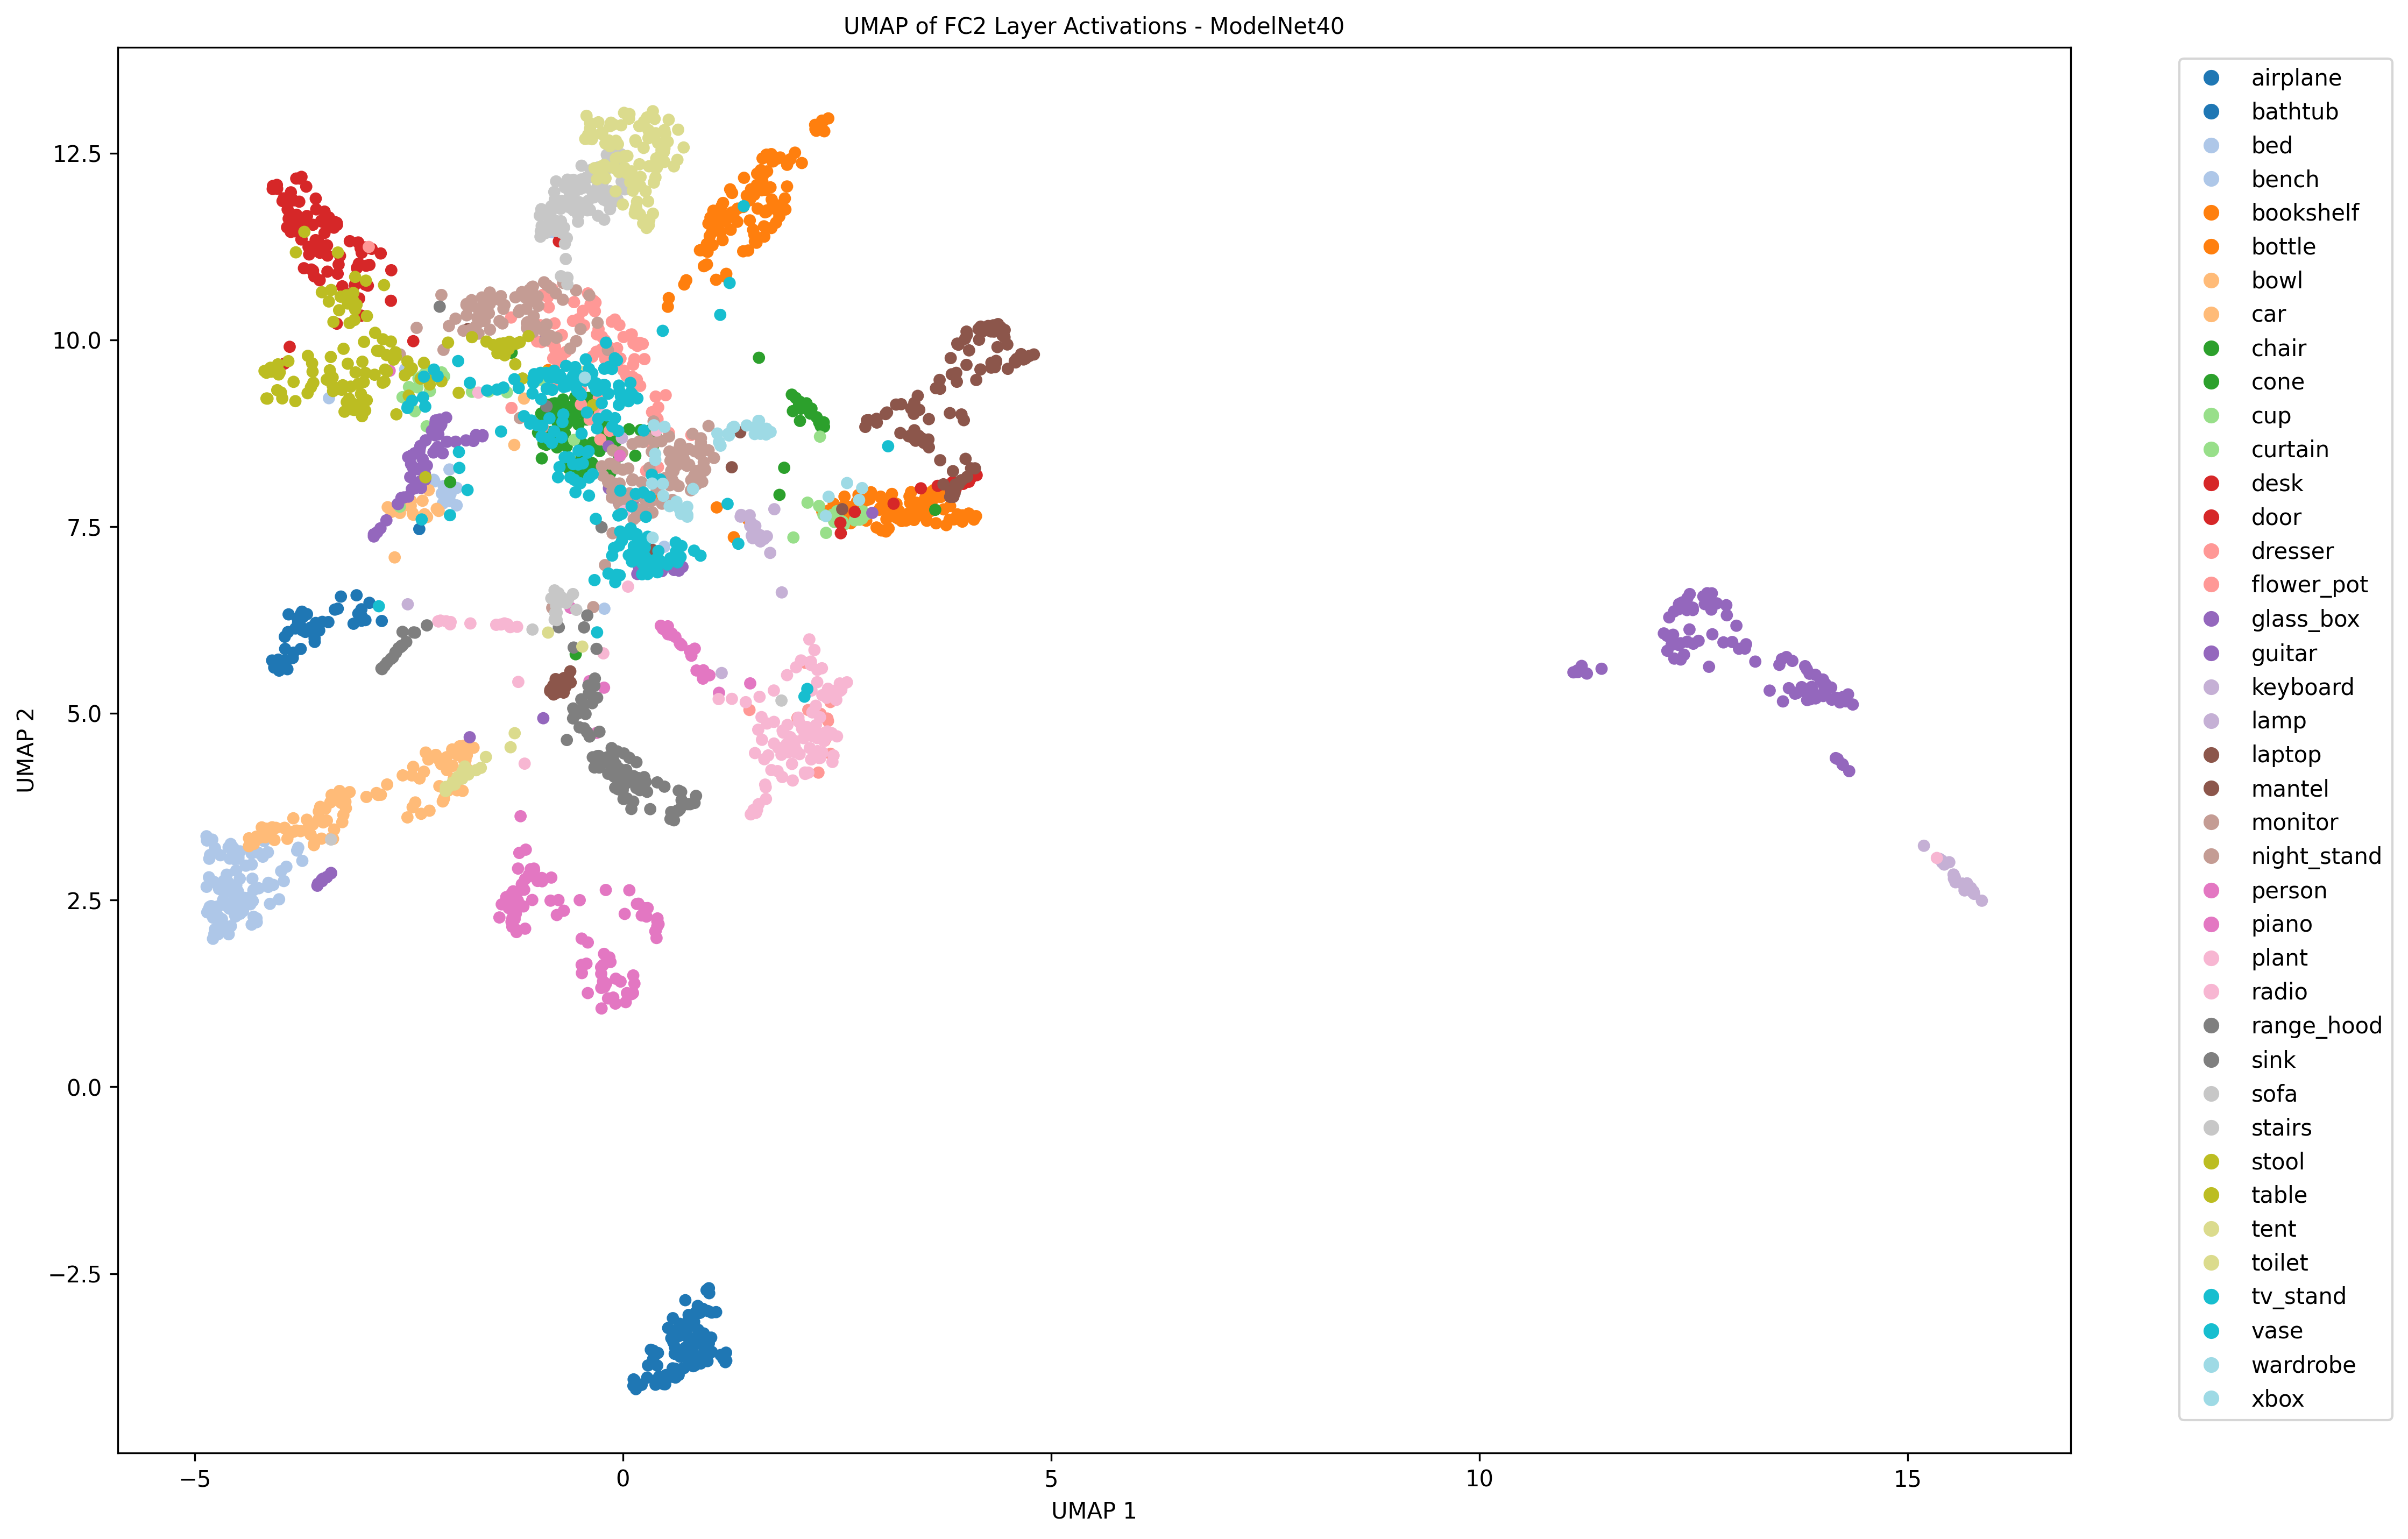 UMAP of FC2 Layer Activations - ModelNet40
12.5
10.0
7.5
5.0
2.5
0.0
−2.5
UMAP 2
−5
0
5
10
15
UMAP 1
airplane
bathtub
bed
bench
bookshelf
bottle
bowl
car
chair
cone
cup
curtain
desk
door
dresser
flower_pot
glass_box
guitar
keyboard
lamp
laptop
mantel
monitor
night_stand
person
piano
plant
radio
range_hood
sink
sofa
stairs
stool
table
tent
toilet
tv_stand
vase
wardrobe
xbox